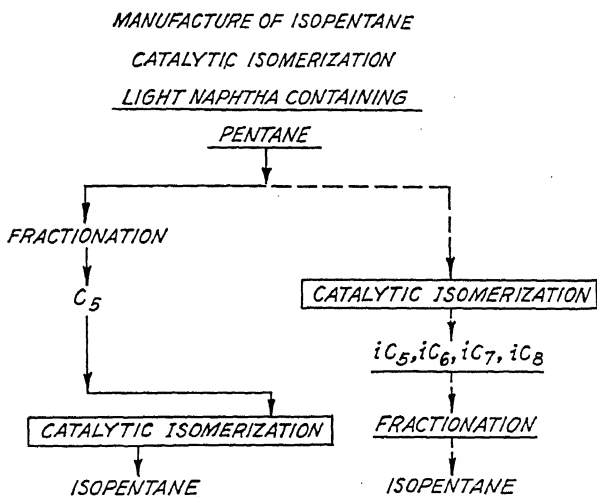 MANUFACTURE OF ISOPENTANE
CATALYTIC ISOMERIZATION
LIGHT NAPHTHA CONTAINING
PENTANE
FRACTIONATION
C5
CATALYTIC ISOMERIZATION
ISOPENTANE
CATALYTIC ISOMERIZATION
iC5, iC6, iC7, iC8
FRACTIONATION
ISOPENTANE